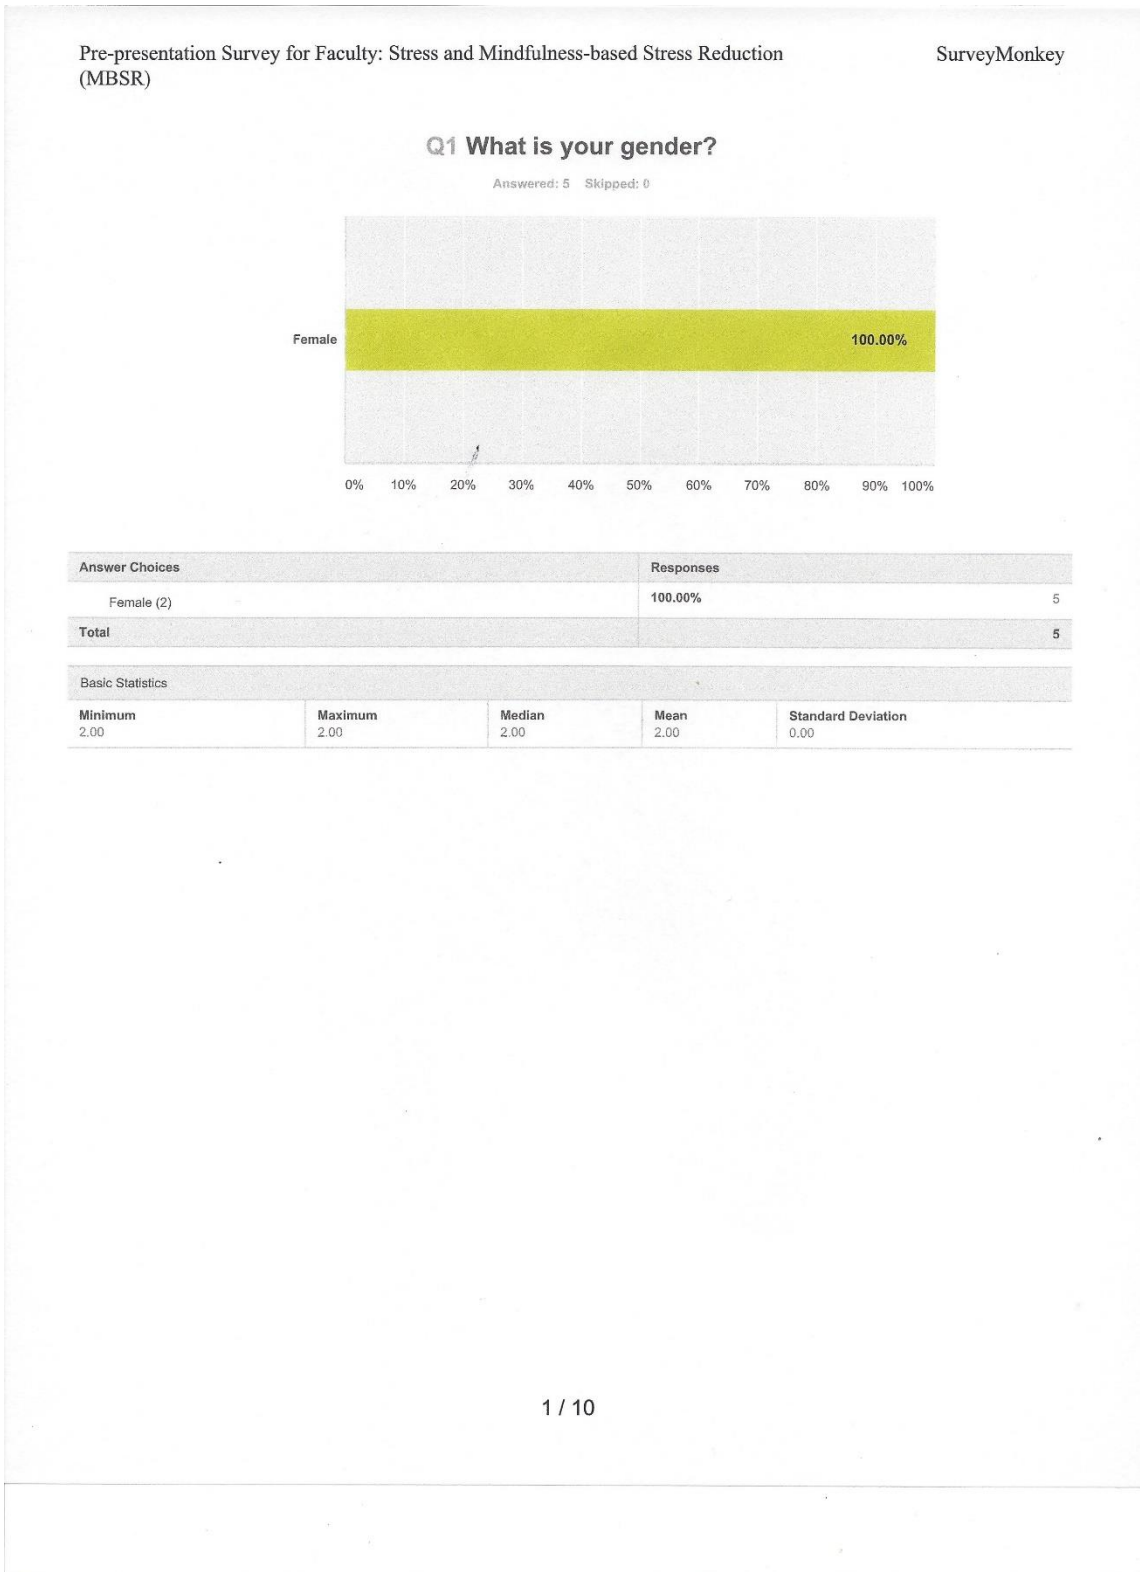 Pre-presentation Survey for Faculty: Stress and Mindfulness-based Stress Reduction SurveyMonkey
(MBSR)
Q1 What is your gender?
Answered: 5 Skipped: 0
Female 100.00%
0% 10% 20% 30% 40% 50% 60% 70% 80% 90% 100%
Answer Choices Responses
Female (2) 100.00% 5
Total 5
Basic Statistics
Minimum Maximum Median Mean Standard Deviation
2.00 2.00 2.00 2.00 0.00
1 / 10